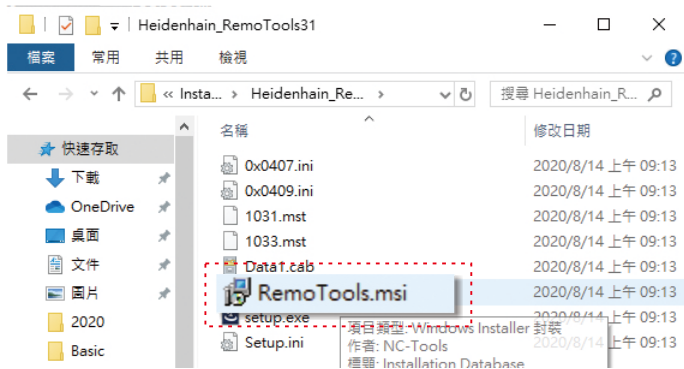 Heidenhain_RemoTools31
檔案 常用 共用 檢視
« Insta... › Heidenhain_Re... › 搜尋 Heidenhain_R...
名稱 修改日期
快速存取
下載
OneDrive
桌面
文件
圖片
2020
Basic
0x0407.ini 2020/8/14 上午 09:13
0x0409.ini 2020/8/14 上午 09:13
1031.mst 2020/8/14 上午 09:13
1033.mst 2020/8/14 上午 09:13
Data1.cab 2020/8/14 上午 09:13
RemoTools.msi 2020/8/14 上午 09:13
setup.exe 2020/8/14 上午 09:13
Setup.ini 2020/8/14 上午 09:13
項目類型: Windows Installer 封裝
作者: NC-Tools
標題: Installation Database